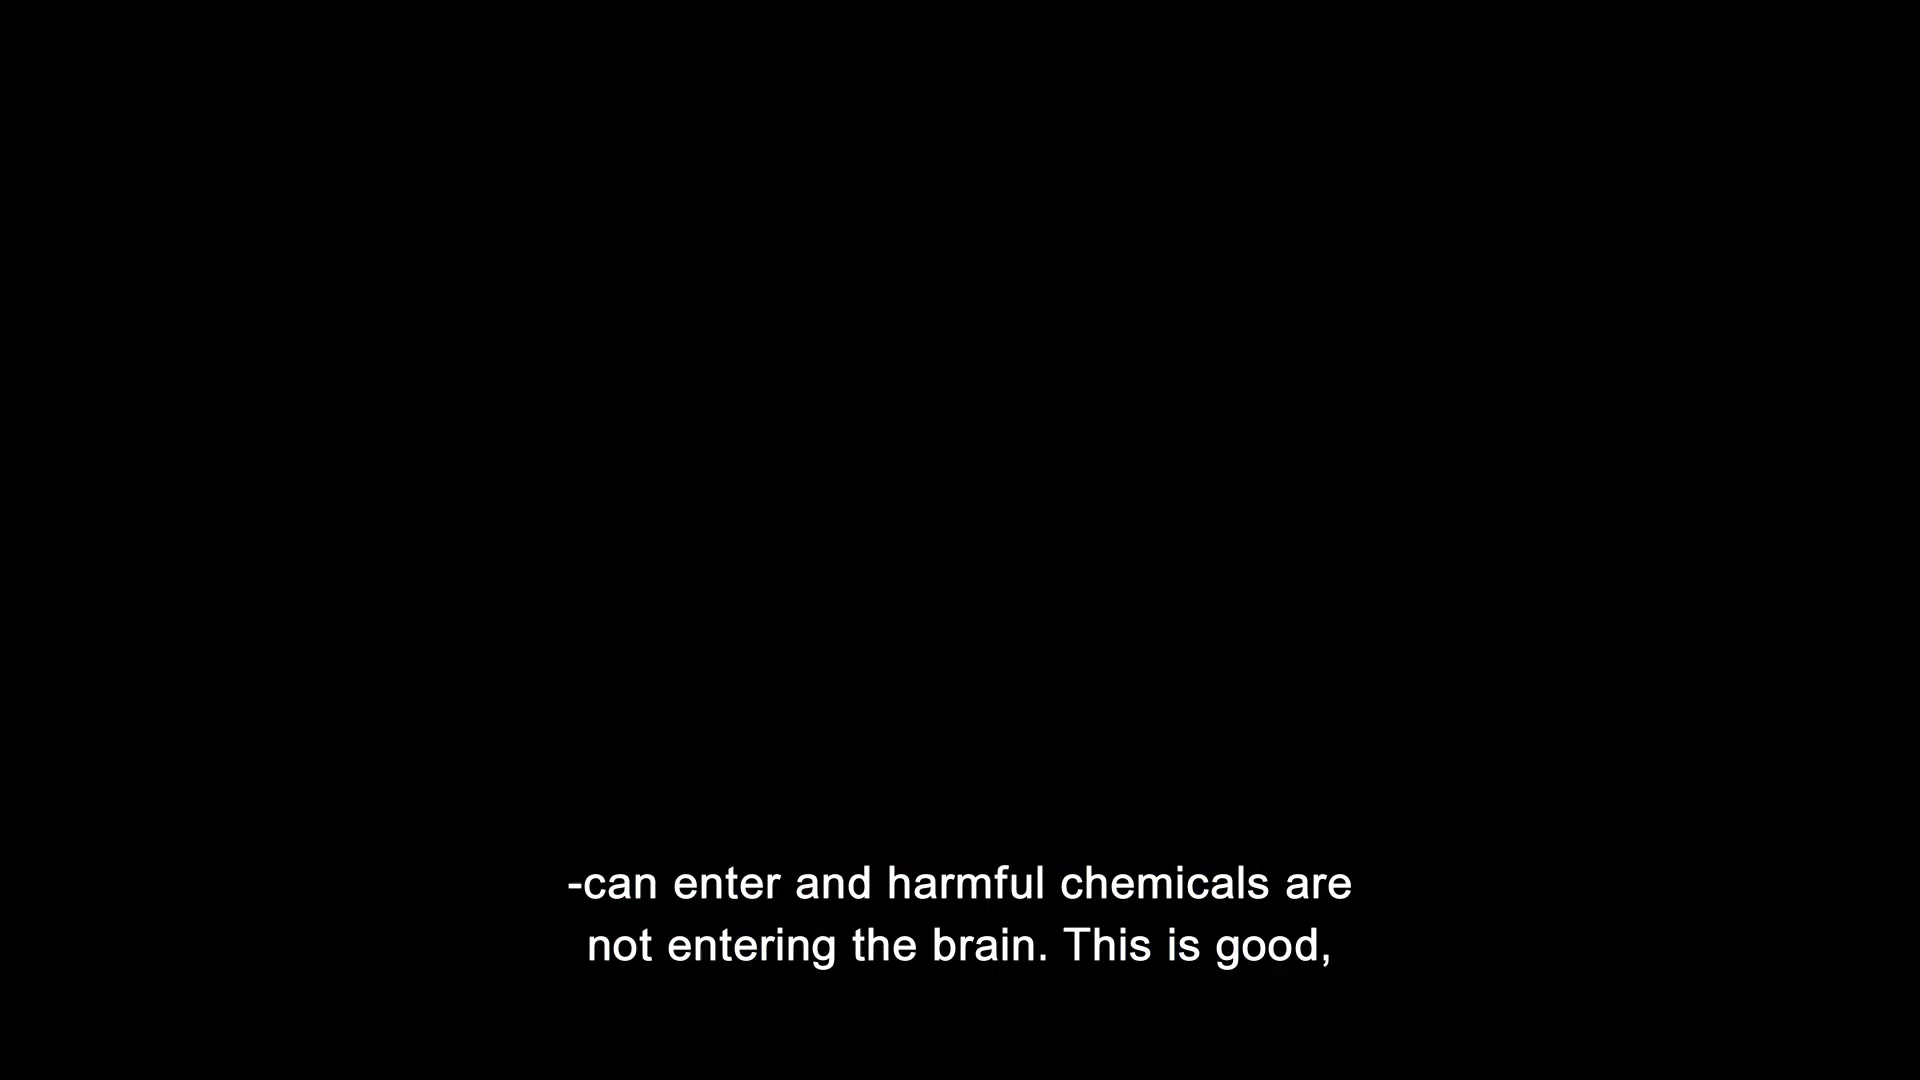 -can enter and harmful chemicals are
not entering the brain. This is good,